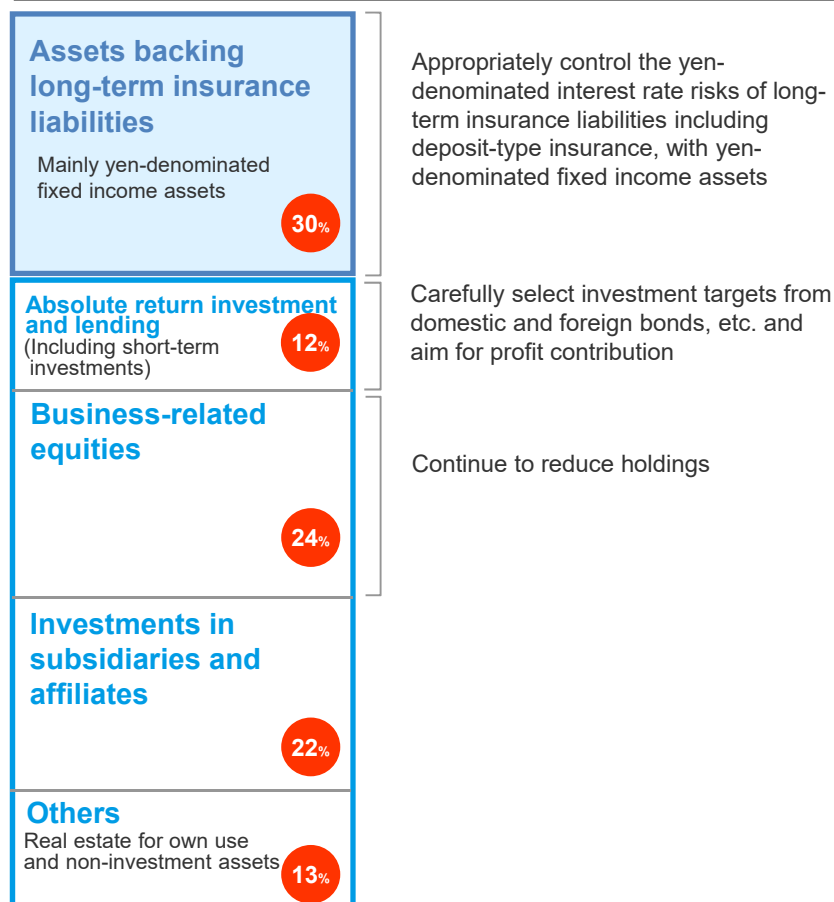 Assets backing
long-term insurance
liabilities
Mainly yen-denominated
fixed income assets
30%
Appropriately control the yen-
denominated interest rate risks of long-
term insurance liabilities including
deposit-type insurance, with yen-
denominated fixed income assets
Absolute return investment
and lending
(Including short-term
investments)
12%
Carefully select investment targets from
domestic and foreign bonds, etc. and
aim for profit contribution
Business-related
equities
24%
Continue to reduce holdings
Investments in
subsidiaries and
affiliates
22%
Others
Real estate for own use
and non-investment assets
13%